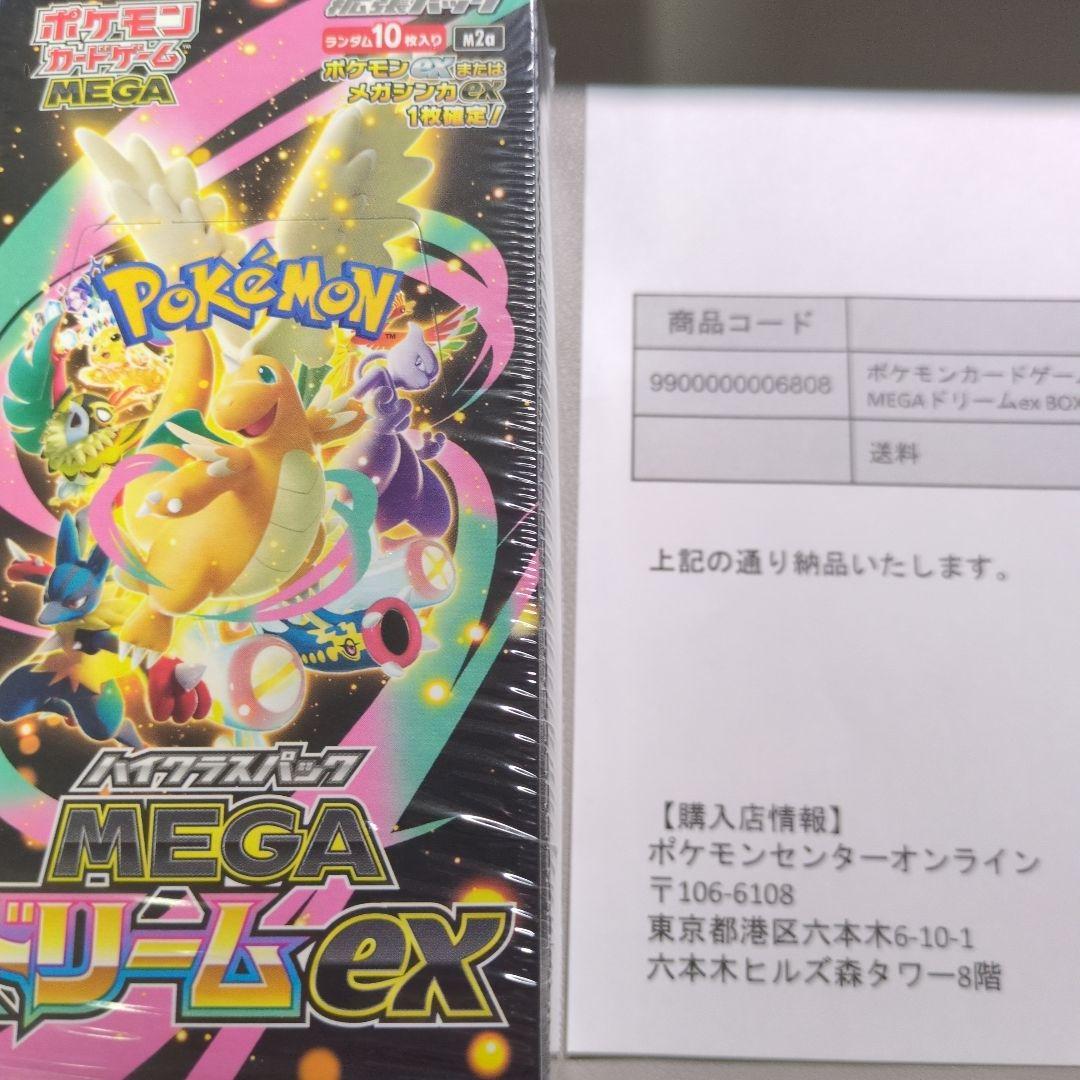 ポケモン
カードゲーム
MEGA
拡張パック
ランダム10枚入り
M2a
ポケモンexまたは
メガシンカex
1枚確定!
POKÉMON
TM
ハイクラスパック
MEGA
ドリームex
商品コード
9900000006808
ポケモンカードゲーム
MEGAドリームex BOX
送料
上記の通り納品いたします。
【購入店情報】
ポケモンセンターオンライン
〒106-6108
東京都港区六本木6-10-1
六本木ヒルズ森タワー8階